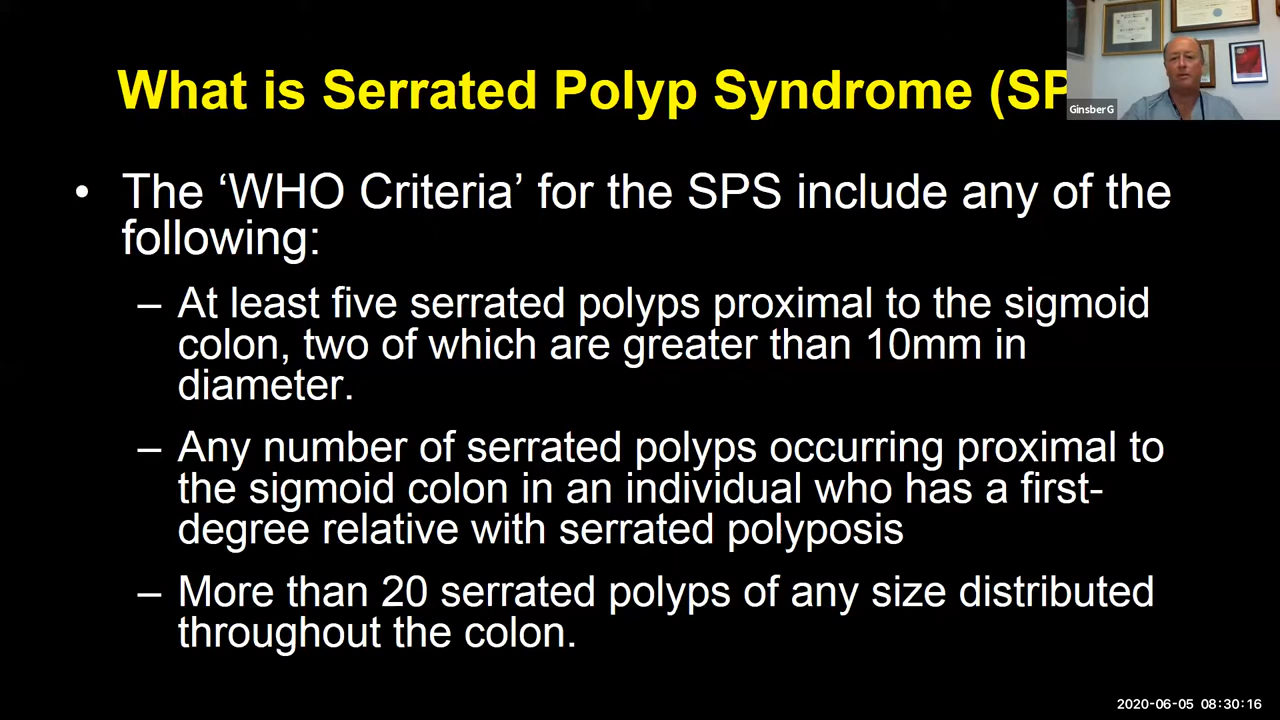 What is Serrated Polyp Syndrome (SP
GinsberG
• The ‘WHO Criteria’ for the SPS include any of the
following:
– At least five serrated polyps proximal to the sigmoid
colon, two of which are greater than 10mm in
diameter.
– Any number of serrated polyps occurring proximal to
the sigmoid colon in an individual who has a first-
degree relative with serrated polyposis
– More than 20 serrated polyps of any size distributed
throughout the colon.
2020-06-05 08:30:16